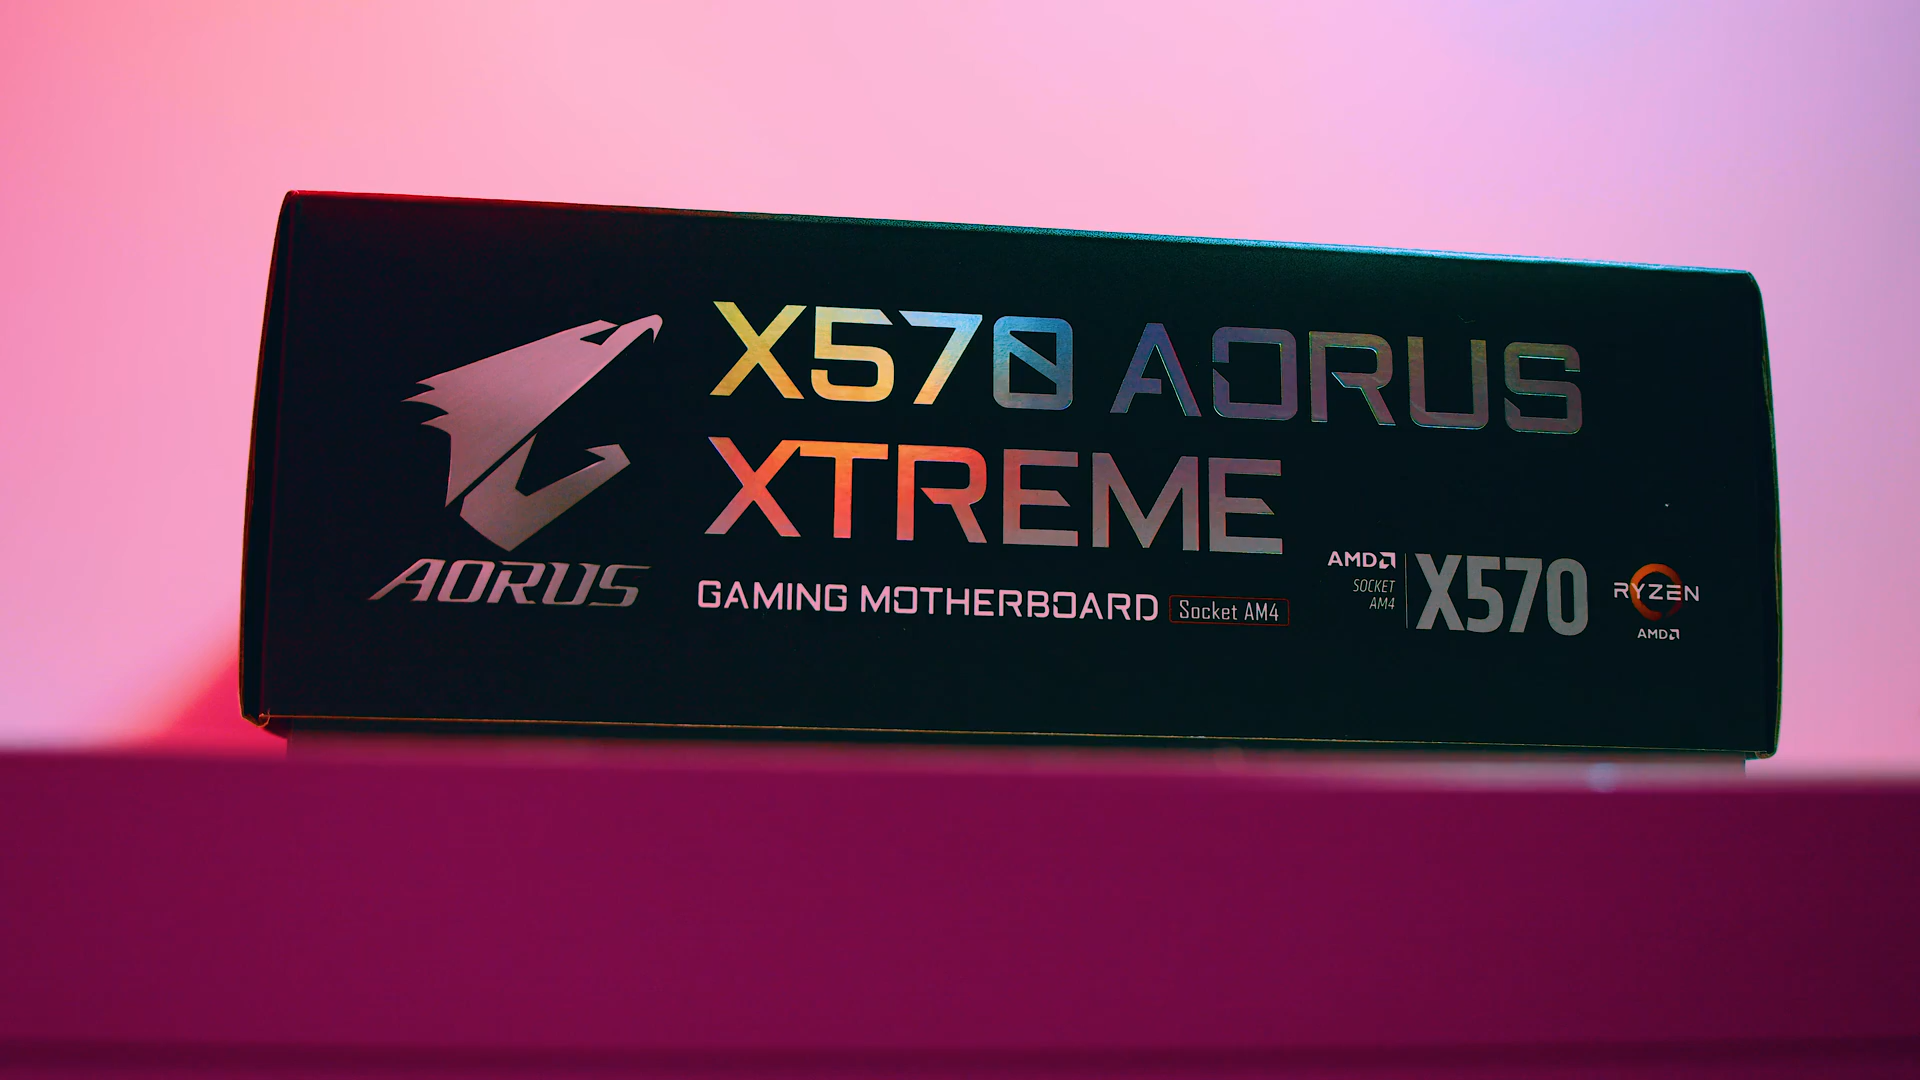 X570 AORUS
XTREME
AORUS
GAMING MOTHERBOARD Socket AM4
AMD
SOCKET
AM4
X570
RYZEN
AMD